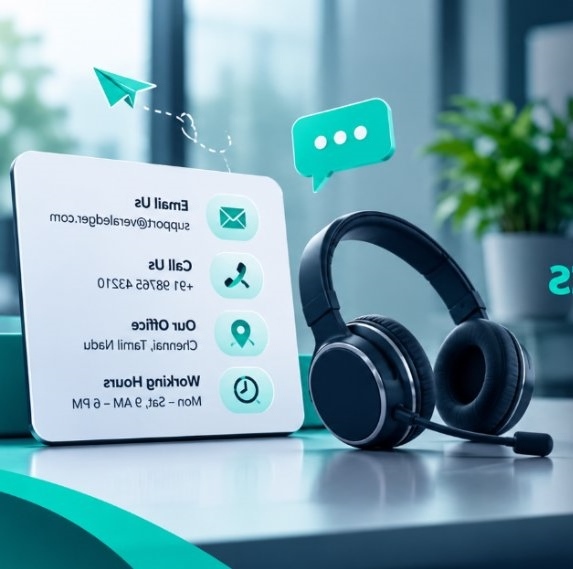 Email Us
support@veraledger.com
Call Us
+91 98765 43210
Our Office
Chennai, Tamil Nadu
Working Hours
Mon – Sat, 9 AM – 6 PM